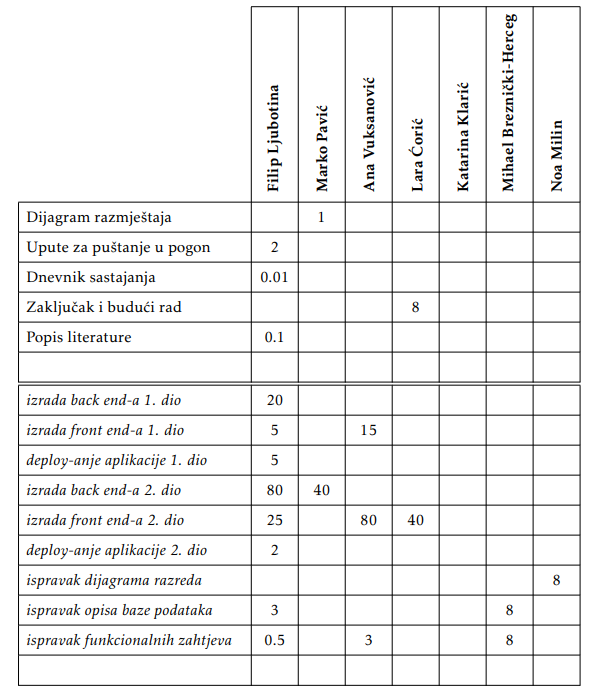 Filip Ljubotina Marko Pavić Ana Vuksanović Lara Ćorić Katarina Klarić Mihael Breznički-Herceg Noa Milin
Dijagram razmještaja 1
Upute za puštanje u pogon 2
Dnevnik sastajanja 0.01
Zaključak i budući rad 8
Popis literature 0.1
izrada back end-a 1. dio 20
izrada front end-a 1. dio 5 15
deploy-anje aplikacije 1. dio 5
izrada back end-a 2. dio 80 40
izrada front end-a 2. dio 25 80 40
deploy-anje aplikacije 2. dio 2
ispravak dijagrama razreda 8
ispravak opisa baze podataka 3 8
ispravak funkcionalnih zahtjeva 0.5 3 8